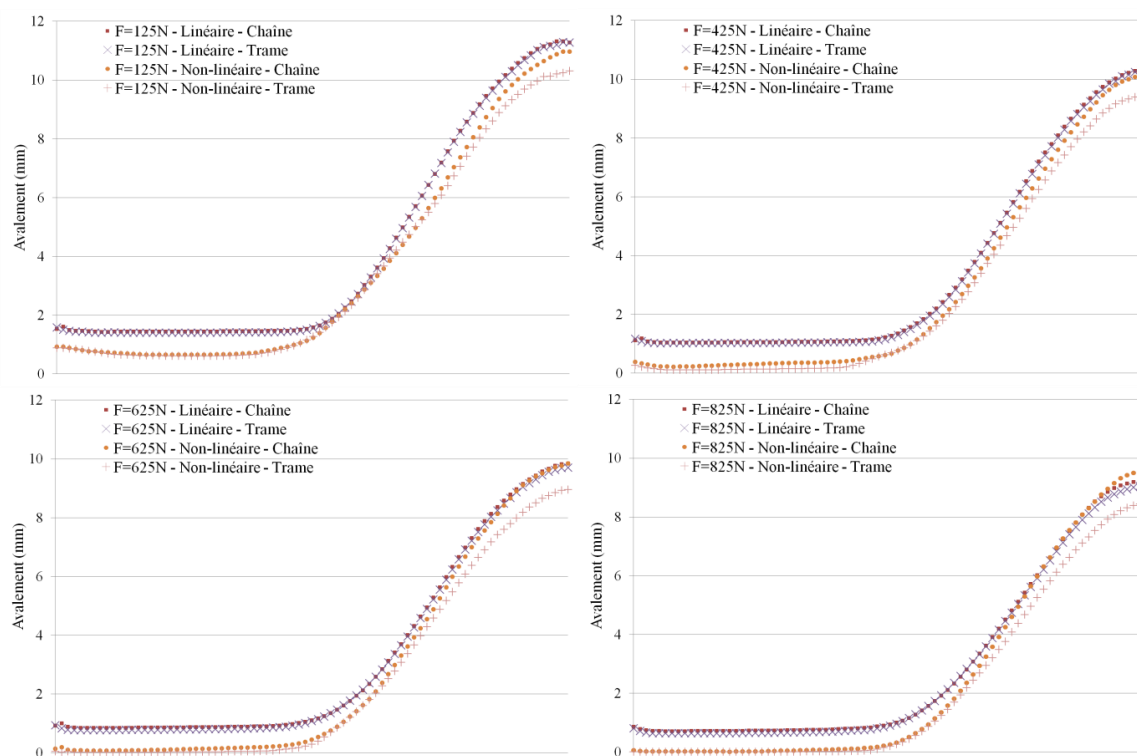 12
F=125N - Linéaire - Chaîne
F=125N - Linéaire - Trame
F=125N - Non-linéaire - Chaîne
F=125N - Non-linéaire - Trame
10
8
6
4
2
0
Avalement (mm)
12
F=425N - Linéaire - Chaîne
F=425N - Linéaire - Trame
F=425N - Non-linéaire - Chaîne
F=425N - Non-linéaire - Trame
10
8
6
4
2
0
Avalement (mm)
12
F=625N - Linéaire - Chaîne
F=625N - Linéaire - Trame
F=625N - Non-linéaire - Chaîne
F=625N - Non-linéaire - Trame
10
8
6
4
2
0
Avalement (mm)
12
F=825N - Linéaire - Chaîne
F=825N - Linéaire - Trame
F=825N - Non-linéaire - Chaîne
F=825N - Non-linéaire - Trame
10
8
6
4
2
0
Avalement (mm)